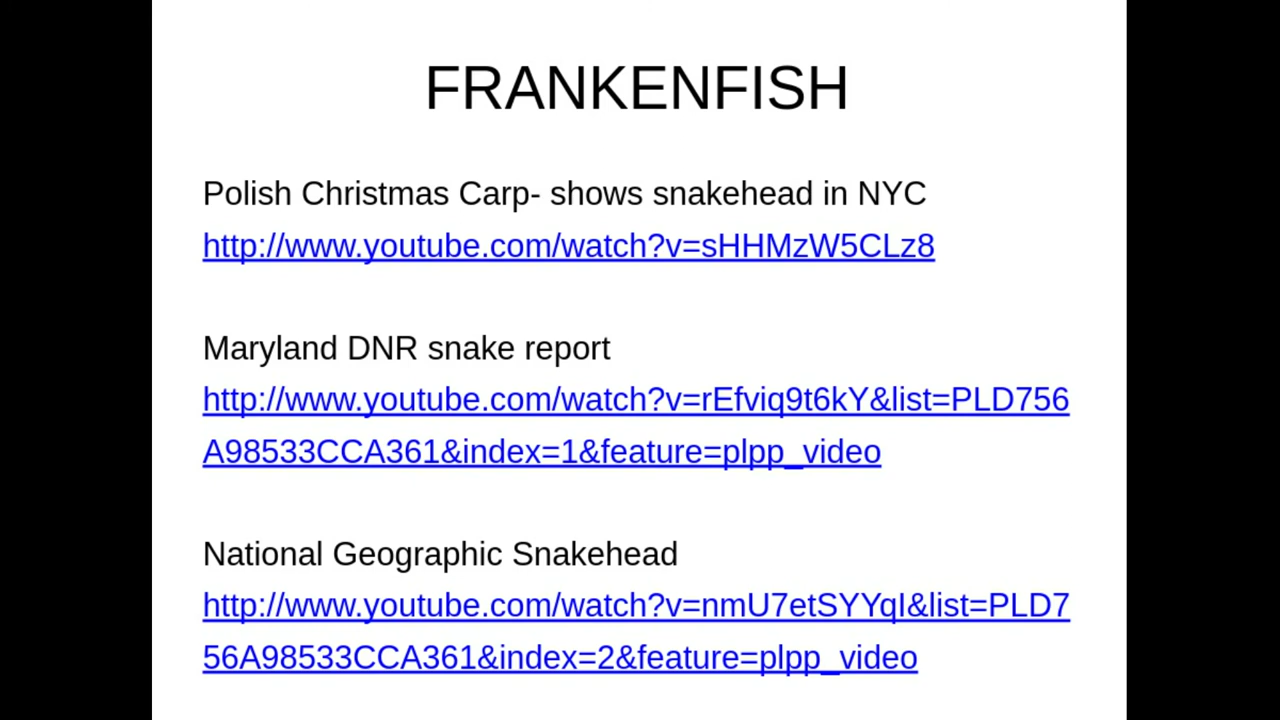 FRANKENFISH
Polish Christmas Carp- shows snakehead in NYC
http://www.youtube.com/watch?v=sHHMzW5CLz8
Maryland DNR snake report
http://www.youtube.com/watch?v=rEfviq9t6kY&list=PLD756
A98533CCA361&index=1&feature=plpp_video
National Geographic Snakehead
http://www.youtube.com/watch?v=nmU7etSYYqI&list=PLD7
56A98533CCA361&index=2&feature=plpp_video